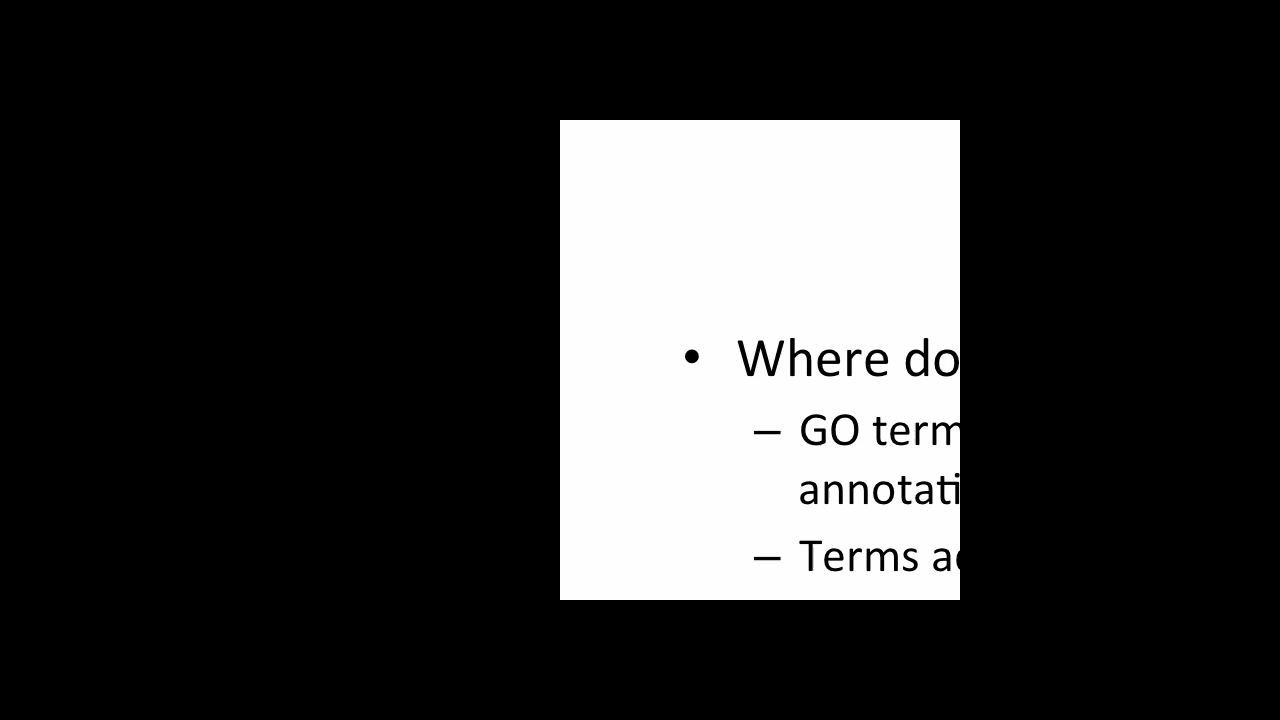 • Where do
– GO term
annotati
– Terms